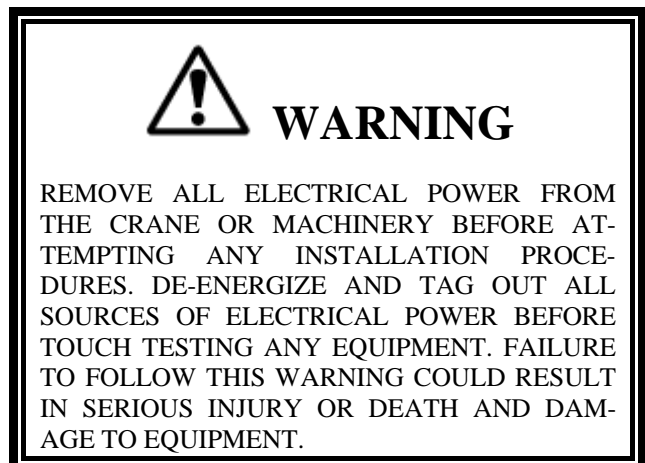 WARNING
REMOVE ALL ELECTRICAL POWER FROM
THE CRANE OR MACHINERY BEFORE AT-
TEMPTING ANY INSTALLATION PROCE-
DURES. DE-ENERGIZE AND TAG OUT ALL
SOURCES OF ELECTRICAL POWER BEFORE
TOUCH TESTING ANY EQUIPMENT. FAILURE
TO FOLLOW THIS WARNING COULD RESULT
IN SERIOUS INJURY OR DEATH AND DAM-
AGE TO EQUIPMENT.